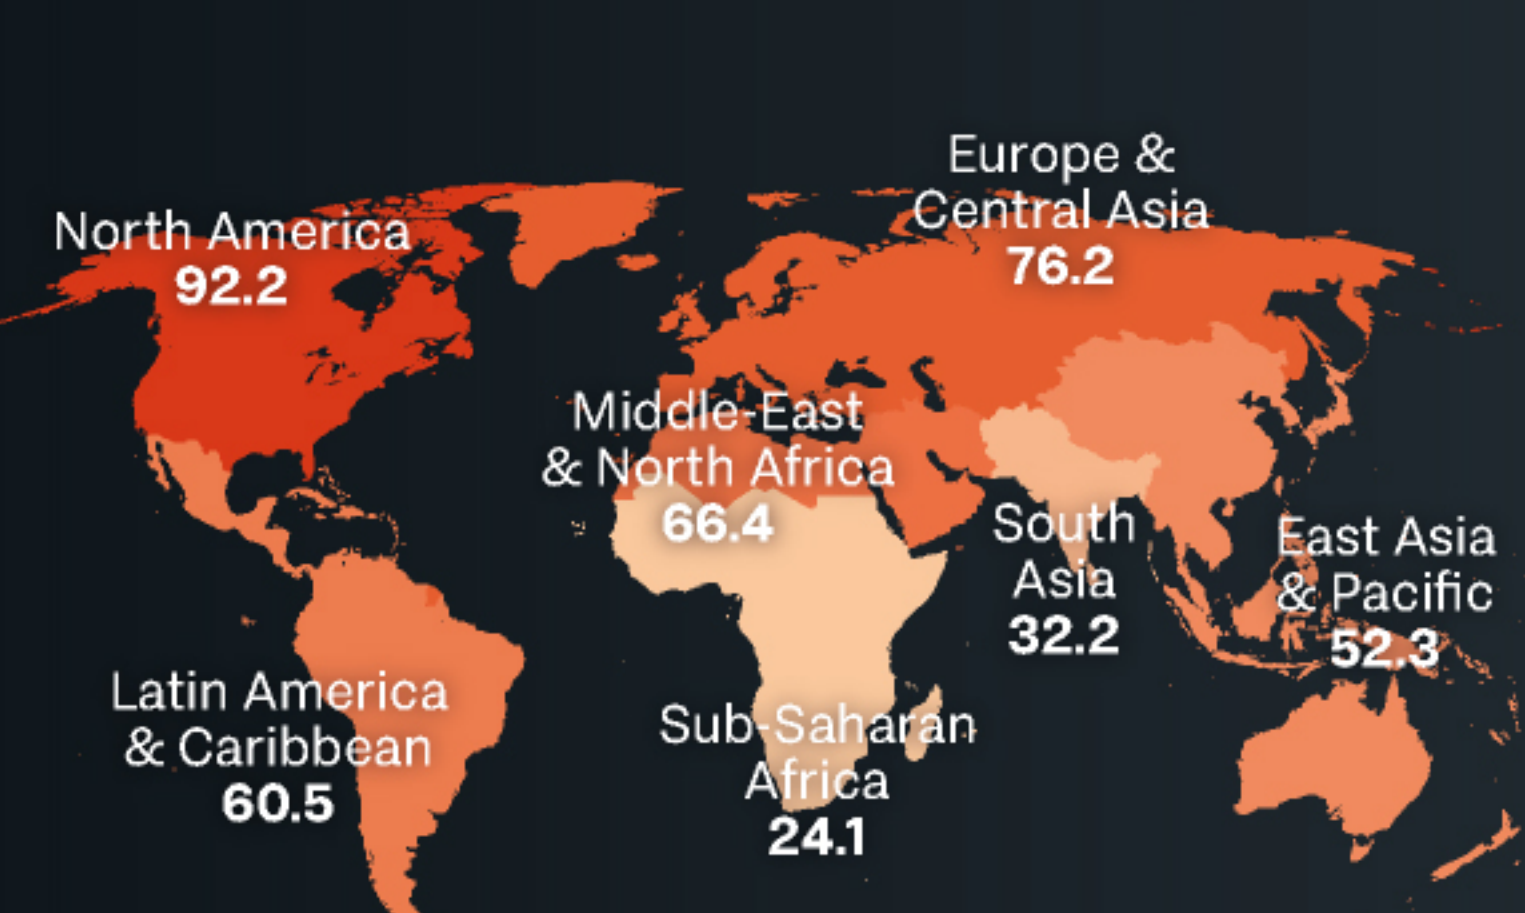 Europe &
Central Asia
76.2
North America
92.2
Middle-East
& North Africa
66.4
South
Asia
32.2
East Asia
& Pacific
52.3
Latin America
& Caribbean
60.5
Sub-Saharan
Africa
24.1